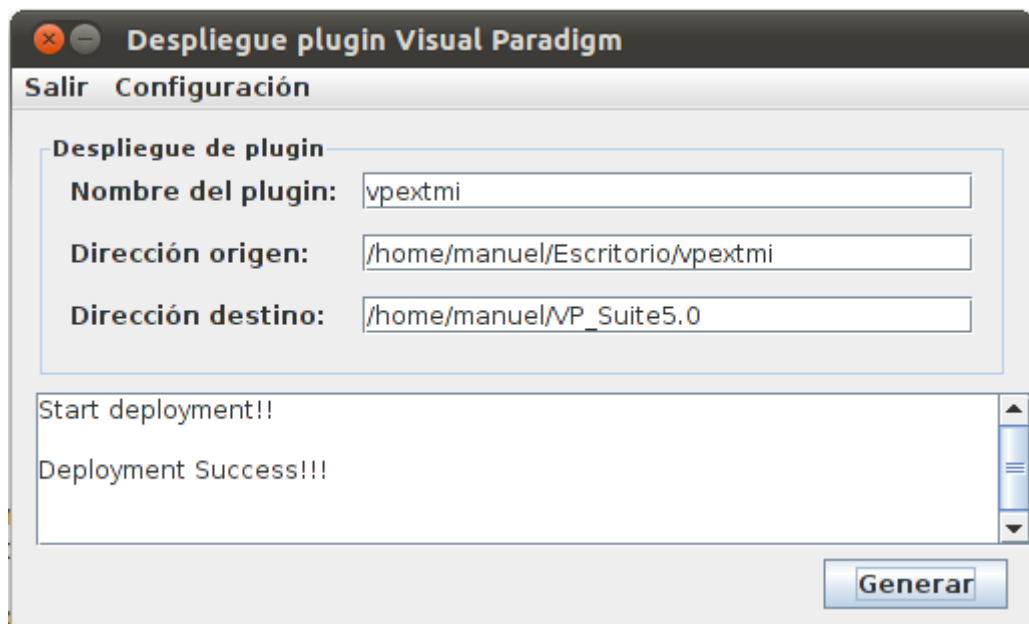 Despliegue plugin Visual Paradigm
Salir Configuración
Despliegue de plugin
Nombre del plugin: vpextmi
Dirección origen: /home/manuel/Escritorio/vpextmi
Dirección destino: /home/manuel/VP_Suite5.0
Start deployment!!
Deployment Success!!!
Generar